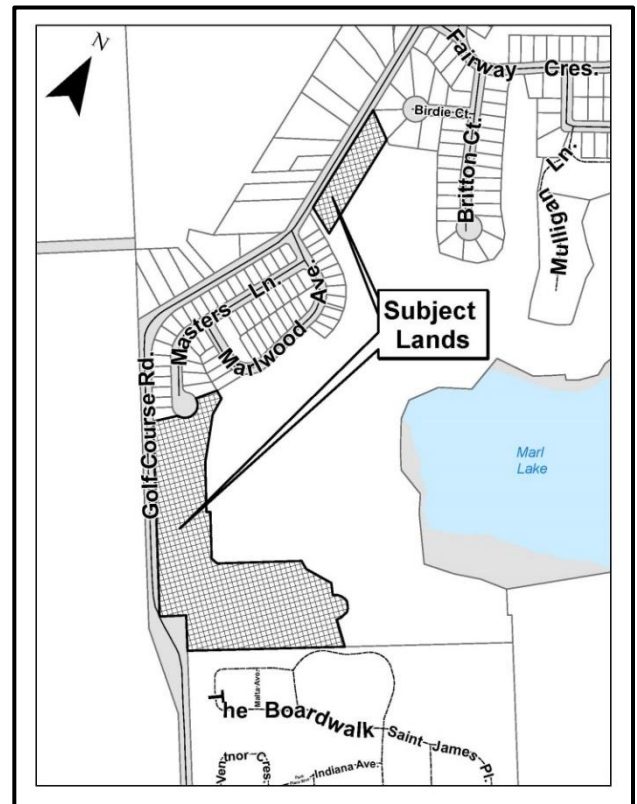 N
Fairway Cres.
Birdie Ct.
Britton Ct.
Mulligan Ln.
Masters Ln.
Marlwood Ave.
Subject
Lands
Golf Course Rd.
Marl
Lake
Malta Ave.
The Boardwalk
Saint James Pl.
Ventnor Cres.
Indiana Ave.